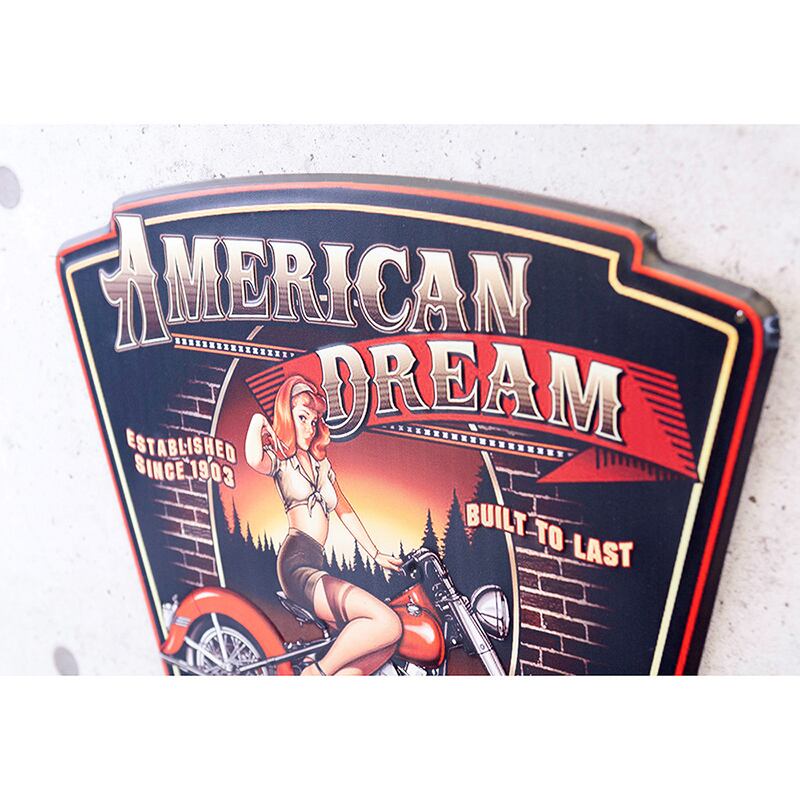 AMERICAN
DREAM
ESTABLISHED
SINCE 1903
BUILT-TO-LAST